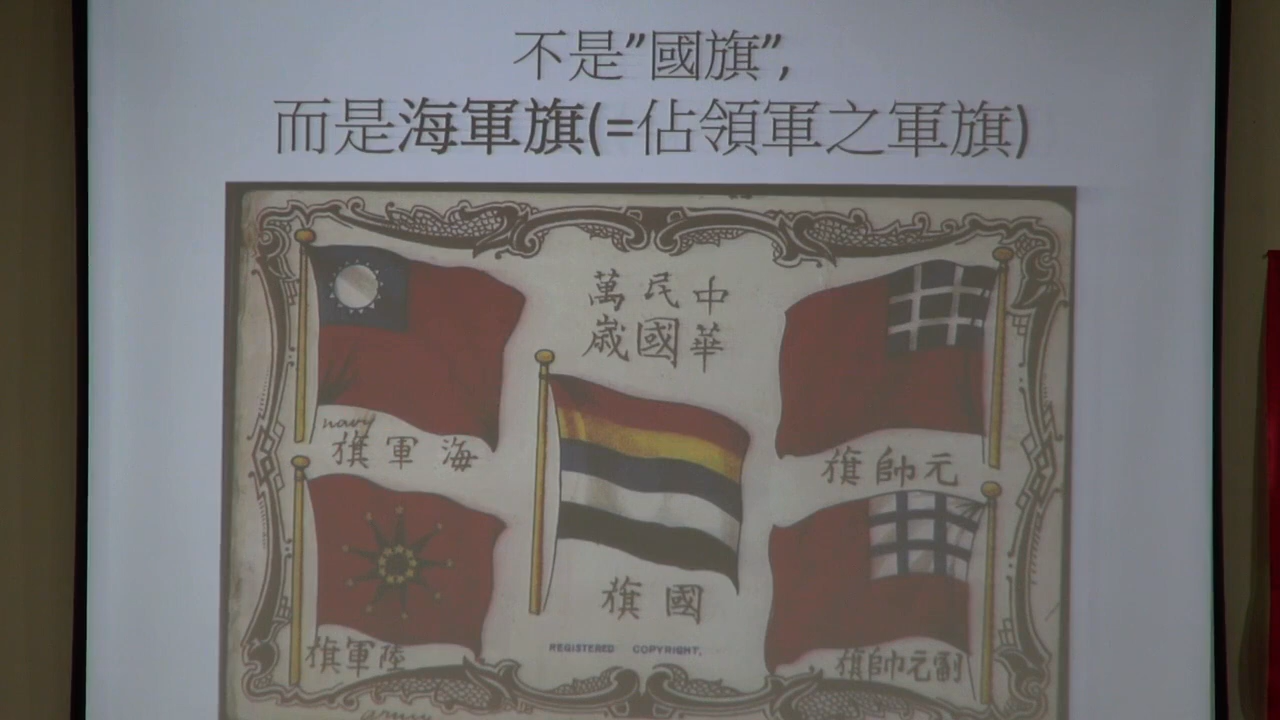 不是"國旗",
而是海軍旗(=佔領軍之軍旗)
中華
民國
萬歲
navy
海軍旗
元帥旗
國旗
REGISTERED COPYRIGHT.
陸軍旗
army
副元帥旗